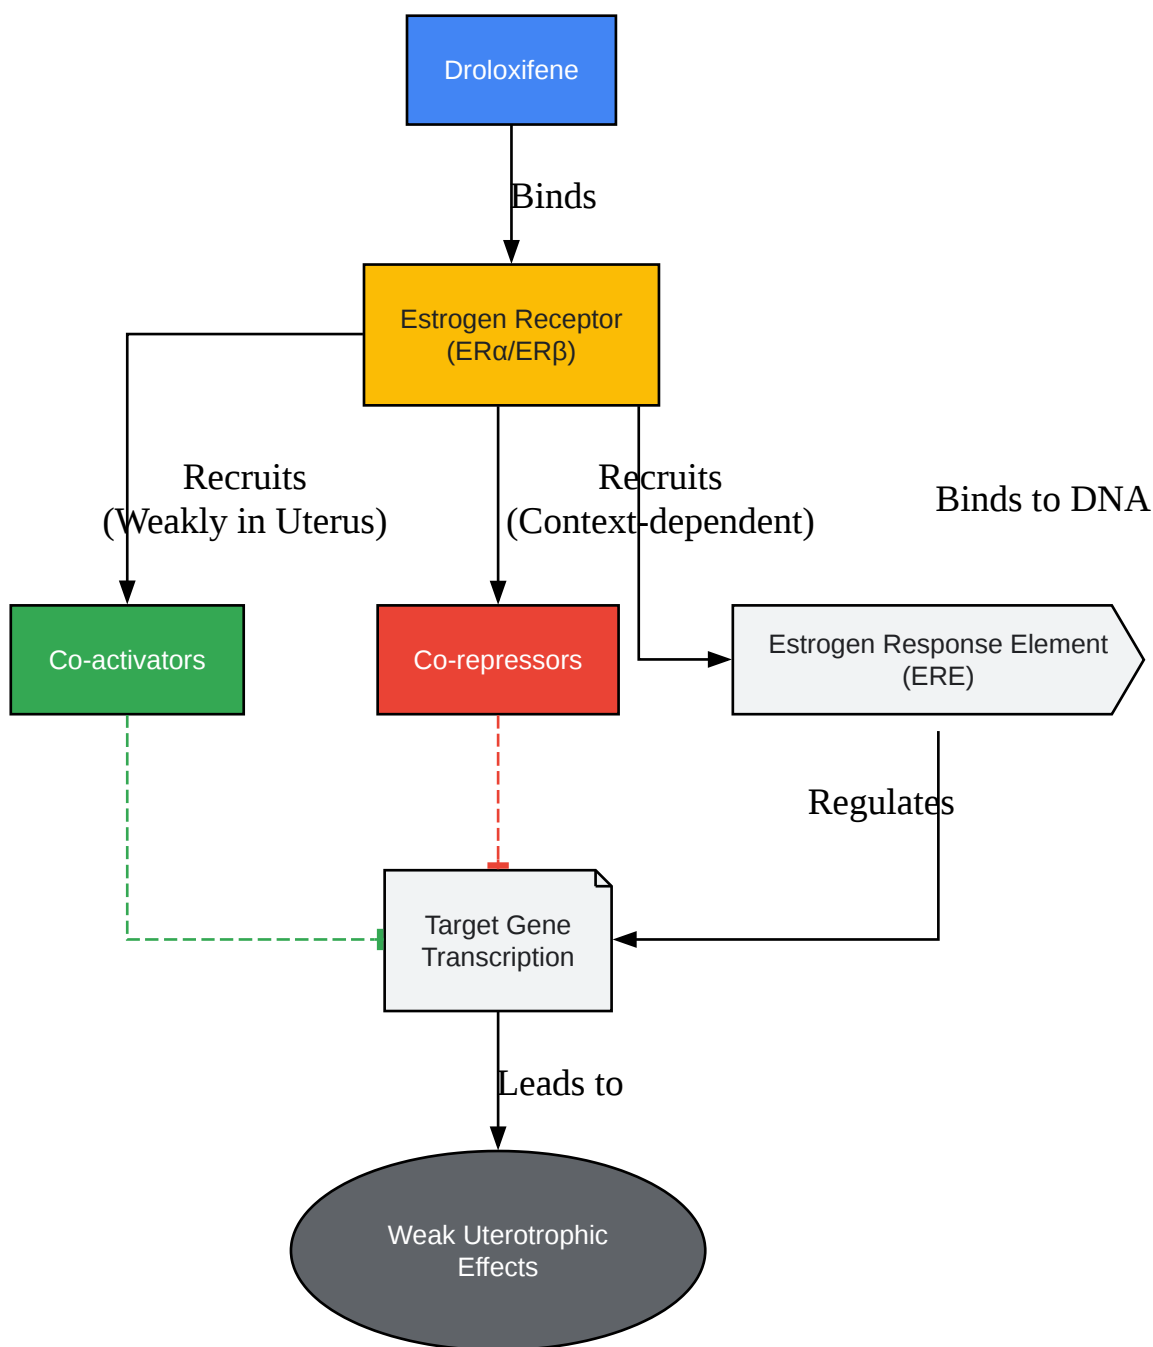 Droloxifene
Binds
Estrogen Receptor
(ERα/ERβ)
Recruits
(Weakly in Uterus)
Recruits
(Context-dependent)
Binds to DNA
Co-activators
Co-repressors
Estrogen Response Element
(ERE)
Regulates
Target Gene
Transcription
Leads to
Weak Uterotrophic
Effects